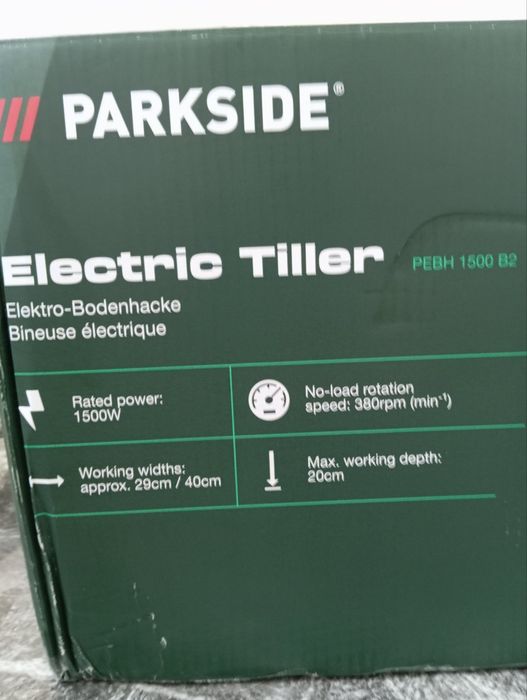 PARKSIDE®
Electric Tiller PEBH 1500 B2
Elektro-Bodenhacke
Bineuse électrique
Rated power:
1500W
No-load rotation
speed: 380rpm (min⁻¹)
Working widths:
approx. 29cm / 40cm
Max. working depth:
20cm